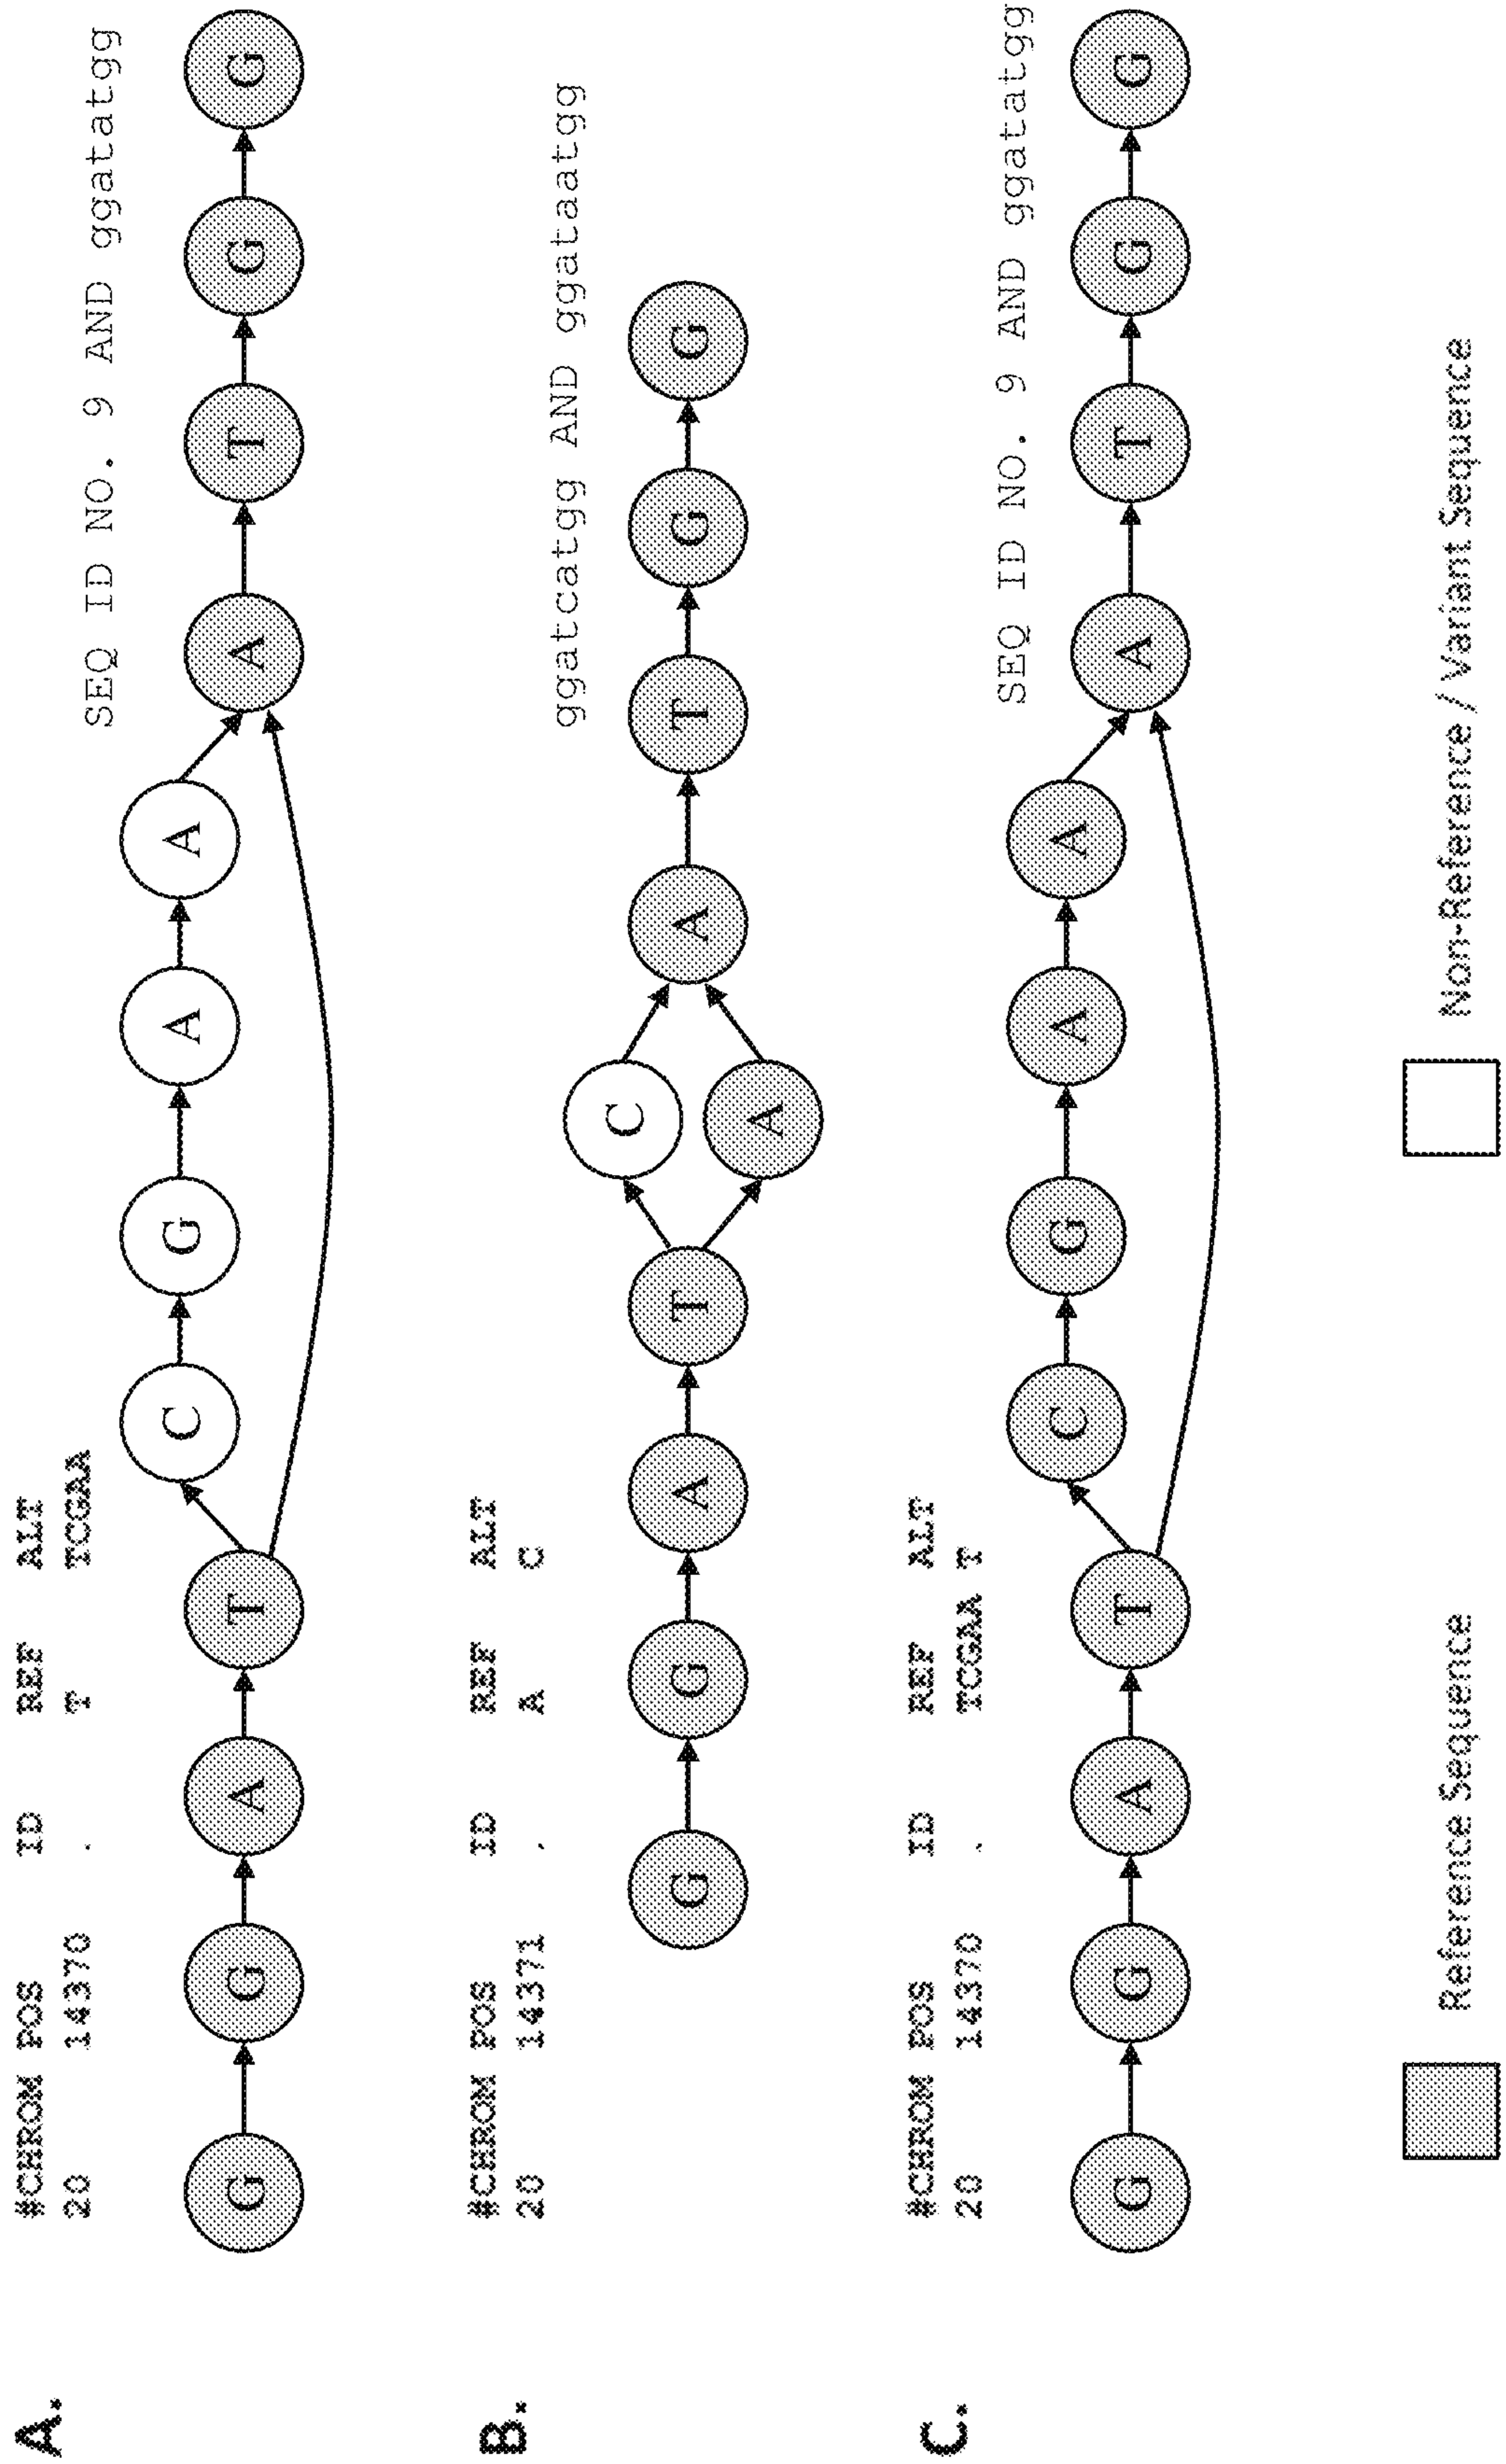 A.
#CHROM POS ID REF ALT
20 14370 . T TCGAA
SEQ ID NO. 9 AND ggatatgg
G G A T C G A A A T G G
B.
#CHROM POS ID REF ALT
20 14371 . A C
ggatcatgg AND ggataatgg
G G A T C A A T G G
C.
#CHROM POS ID REF ALT
20 14370 . TCGAA T
SEQ ID NO. 9 AND ggatatgg
G G A T C G A A A T G G
Reference Sequence
Non-Reference / Variant Sequence